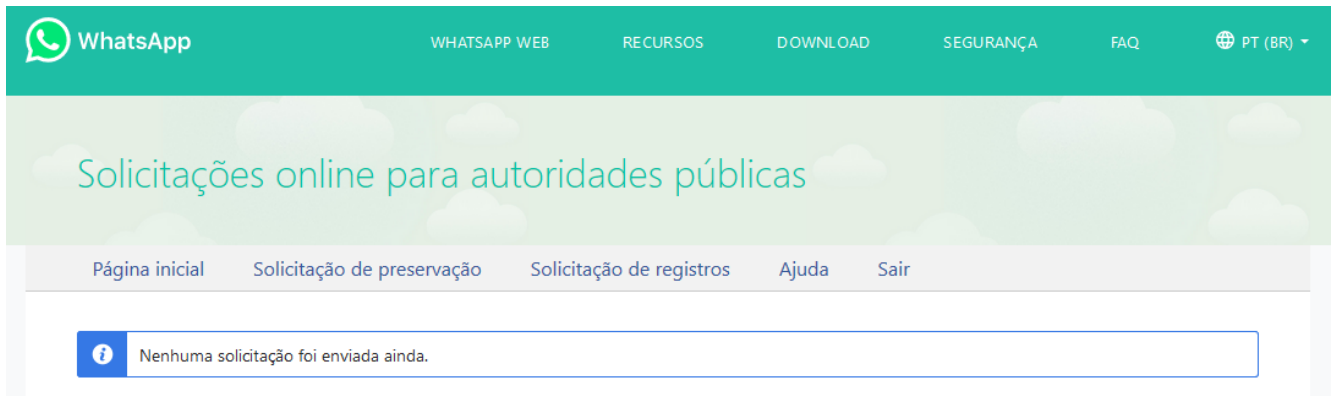 WhatsApp WHATSAPP WEB RECURSOS DOWNLOAD SEGURANÇA FAQ PT (BR)
Solicitações online para autoridades públicas
Página inicial Solicitação de preservação Solicitação de registros Ajuda Sair
Nenhuma solicitação foi enviada ainda.